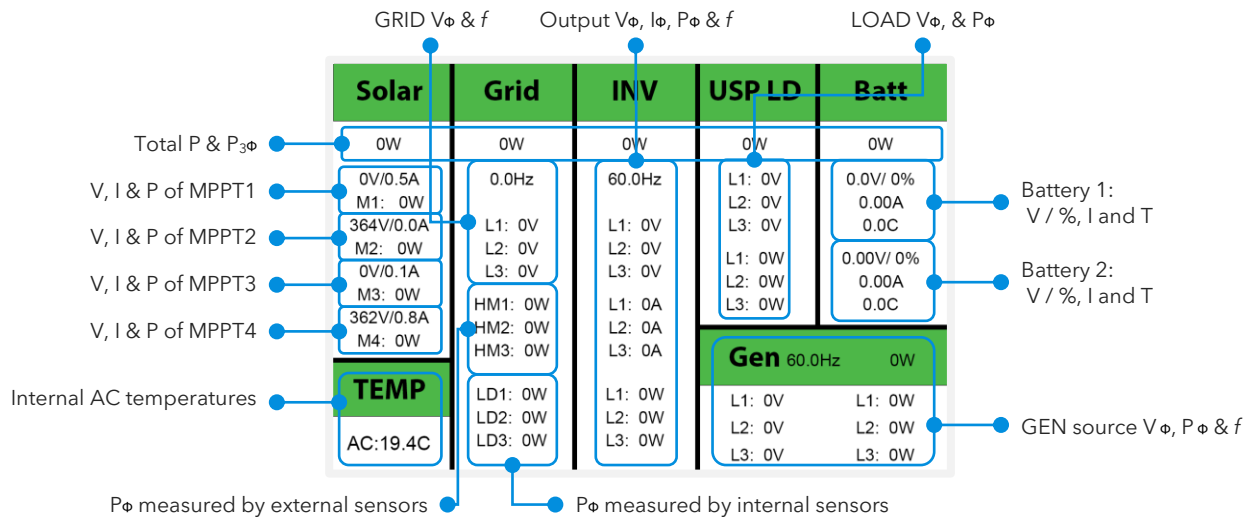 GRID VΦ & f
Output VΦ, IΦ, PΦ & f
LOAD VΦ, & PΦ
Solar
Grid
INV
USP LD
Batt
Total P & P3Φ
0W
0W
0W
0W
0W
V, I & P of MPPT1
0V/0.5A
M1: 0W
V, I & P of MPPT2
364V/0.0A
M2: 0W
V, I & P of MPPT3
0V/0.1A
M3: 0W
V, I & P of MPPT4
362V/0.8A
M4: 0W
Internal AC temperatures
TEMP
AC:19.4C
0.0Hz
L1: 0V
L2: 0V
L3: 0V
HM1: 0W
HM2: 0W
HM3: 0W
LD1: 0W
LD2: 0W
LD3: 0W
60.0Hz
L1: 0V
L2: 0V
L3: 0V
L1: 0A
L2: 0A
L3: 0A
L1: 0W
L2: 0W
L3: 0W
L1: 0V
L2: 0V
L3: 0V
L1: 0W
L2: 0W
L3: 0W
0.0V/ 0%
0.00A
0.0C
0.00V/ 0%
0.00A
0.0C
Battery 1:
V / %, I and T
Battery 2:
V / %, I and T
Gen 60.0Hz 0W
L1: 0V L1: 0W
L2: 0V L2: 0W
L3: 0V L3: 0W
GEN source VΦ, PΦ & f
PΦ measured by external sensors
PΦ measured by internal sensors